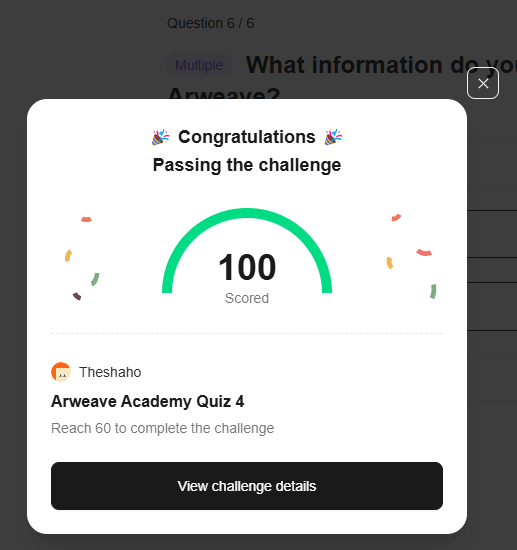 Question 6 / 6
Multiple What information do you
Arweave?
Congratulations
Passing the challenge
100
Scored
Theshaho
Arweave Academy Quiz 4
Reach 60 to complete the challenge
View challenge details